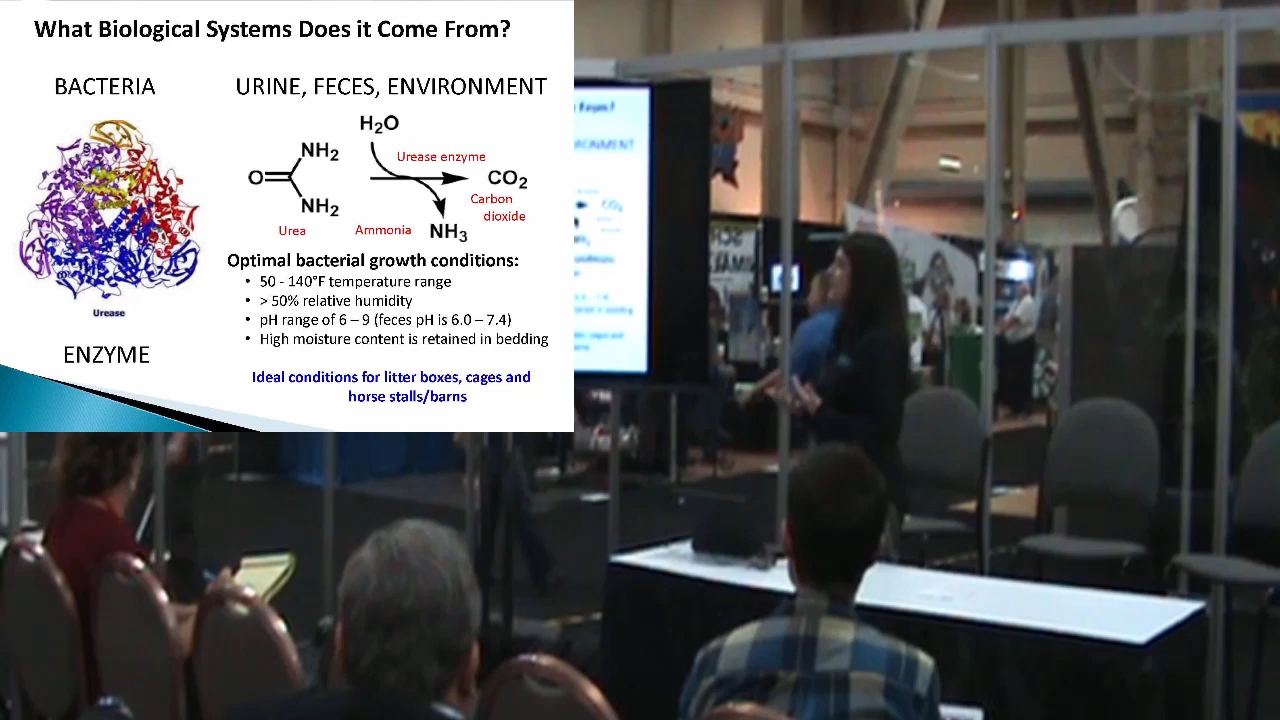 What Biological Systems Does it Come From?
BACTERIA
URINE, FECES, ENVIRONMENT
H2O
NH2
Urease enzyme
O
CO2
NH2
Carbon
dioxide
Urea
Ammonia
NH3
Urease
ENZYME
Optimal bacterial growth conditions:
• 50 - 140°F temperature range
• > 50% relative humidity
• pH range of 6 – 9 (feces pH is 6.0 – 7.4)
• High moisture content is retained in bedding
Ideal conditions for litter boxes, cages and
horse stalls/barns
From?
RONMENT
CO2